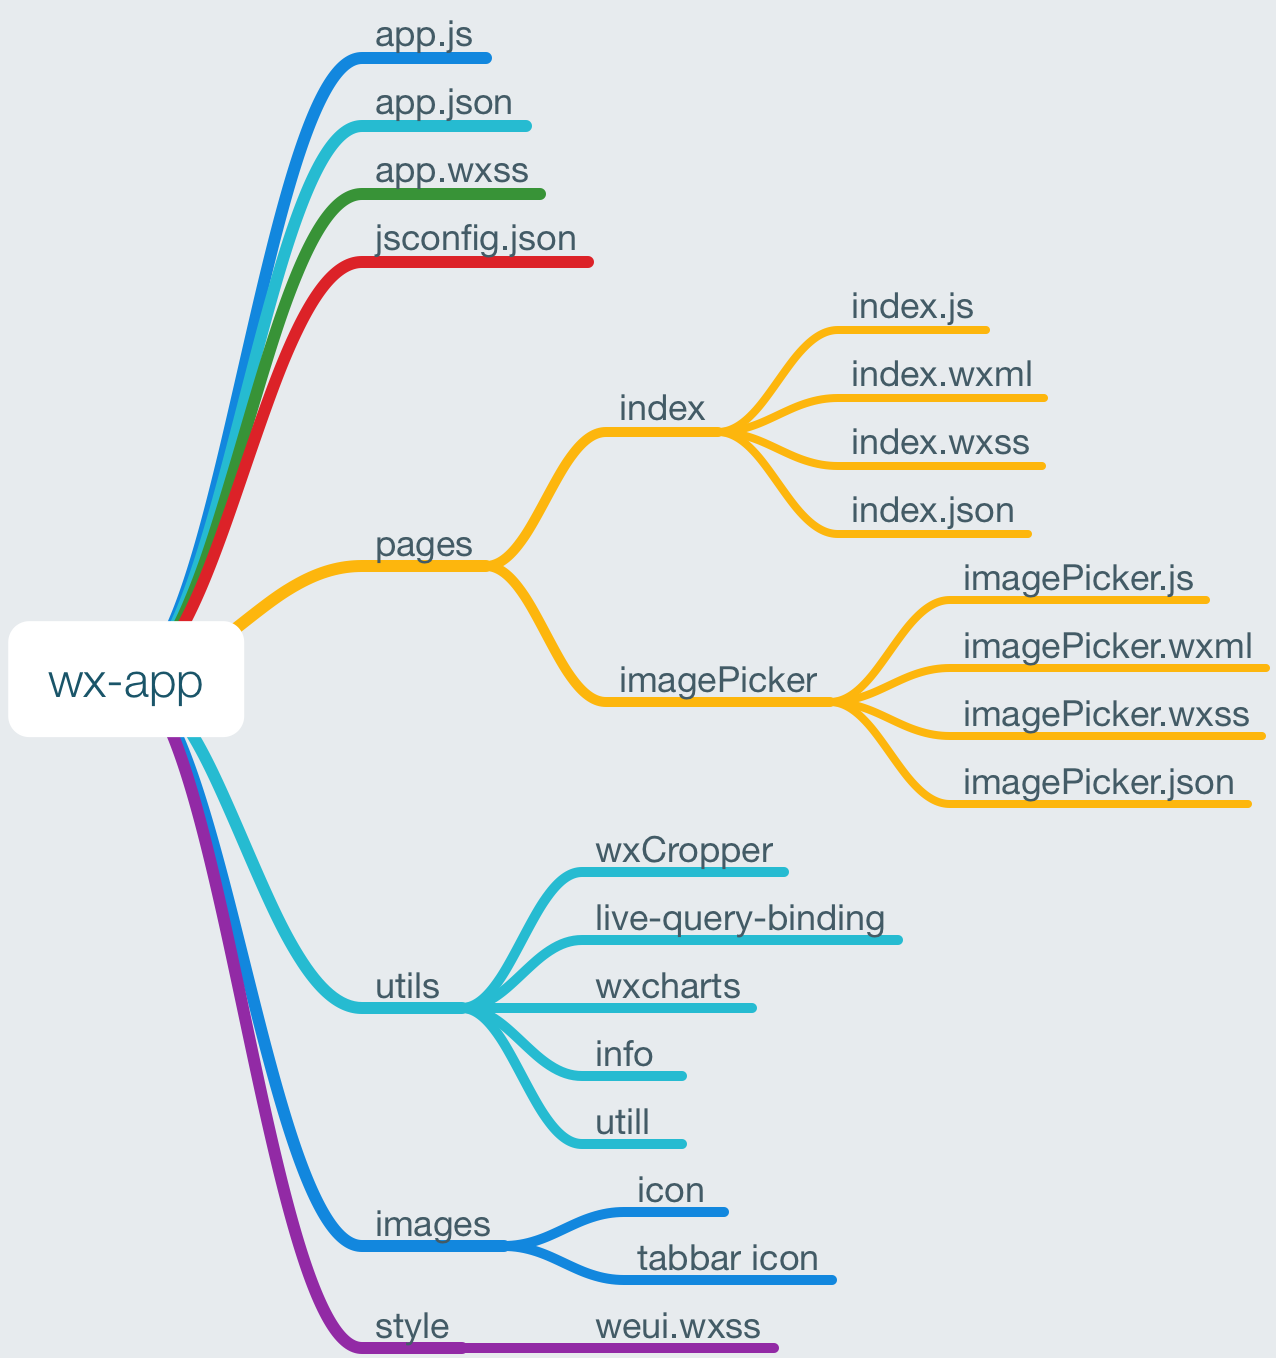 app.js
app.json
app.wxss
jsconfig.json
index.js
index.wxml
index
index.wxss
index.json
pages
imagePicker.js
imagePicker.wxml
imagePicker
imagePicker.wxss
imagePicker.json
wx-app
wxCropper
live-query-binding
utils
wxcharts
info
utill
icon
images
tabbar icon
style
weui.wxss